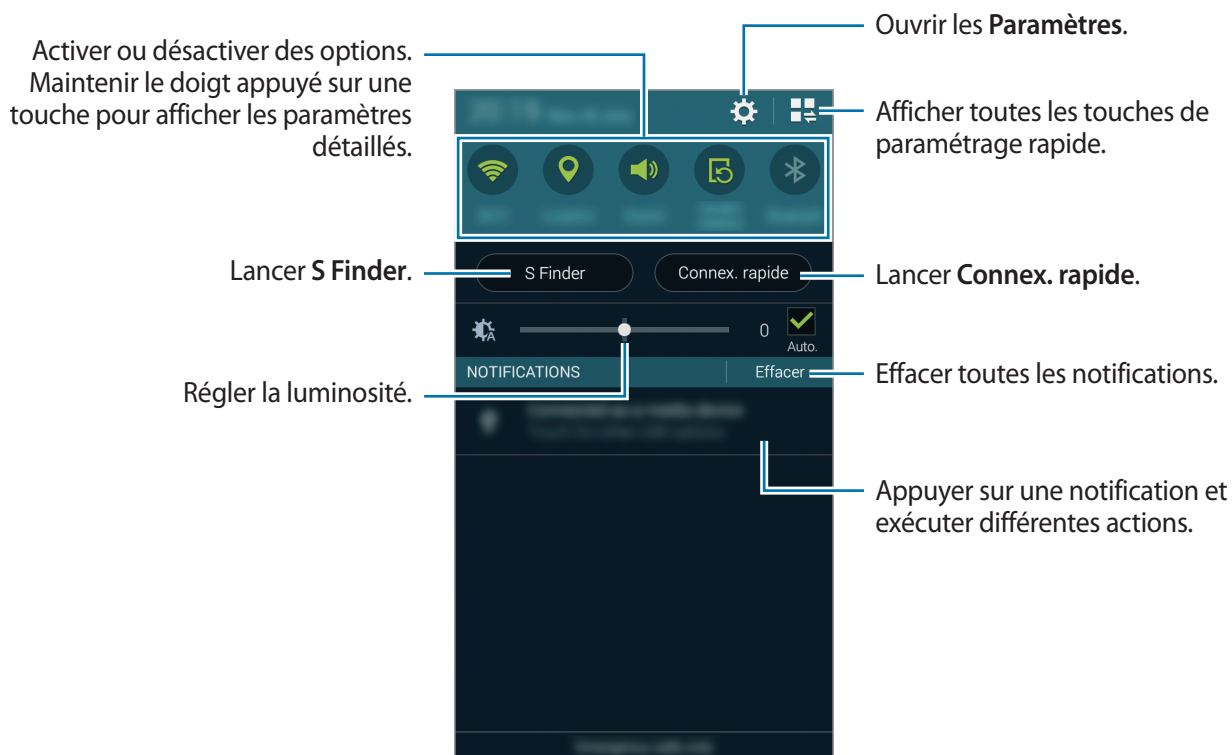 Ouvrir les Paramètres.
Activer ou désactiver des options.
Maintenir le doigt appuyé sur une
touche pour afficher les paramètres
détaillés.
Afficher toutes les touches de
paramétrage rapide.
Lancer S Finder.
S Finder
Connex. rapide
Lancer Connex. rapide.
A
0
Auto.
Régler la luminosité.
NOTIFICATIONS
Effacer
Effacer toutes les notifications.
Appuyer sur une notification et
exécuter différentes actions.